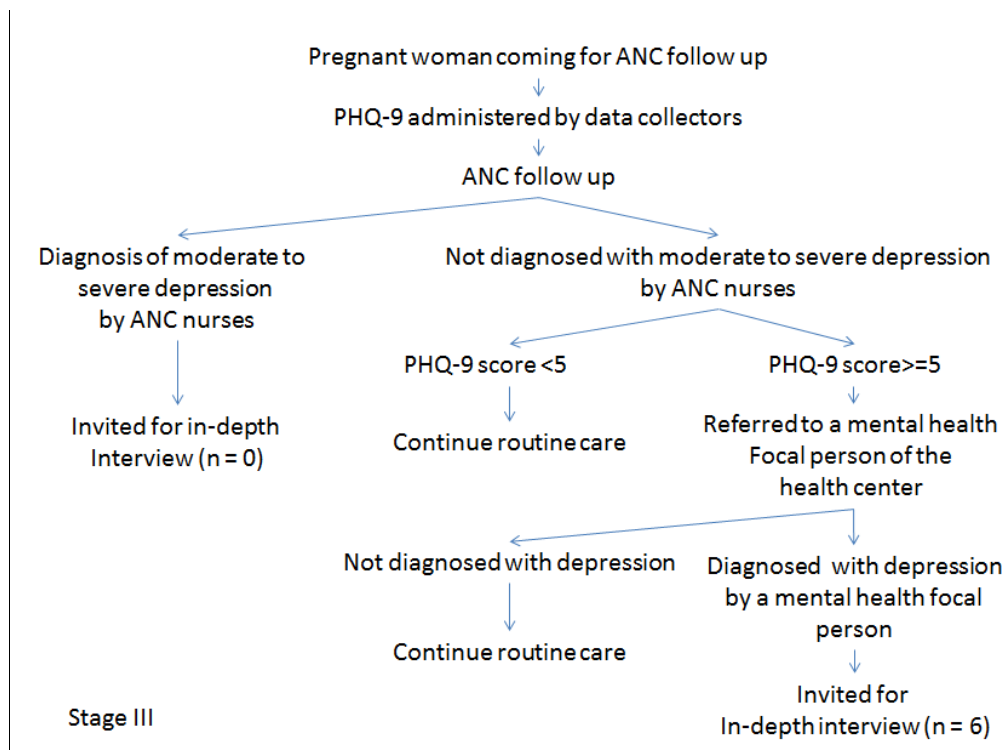 Pregnant woman coming for ANC follow up
PHQ-9 administered by data collectors
ANC follow up
Diagnosis of moderate to
severe depression
by ANC nurses
Not diagnosed with moderate to severe depression
by ANC nurses
PHQ-9 score <5
PHQ-9 score>=5
Invited for in-depth
Interview (n = 0)
Continue routine care
Referred to a mental health
Focal person of the
health center
Not diagnosed with depression
Diagnosed with depression
by a mental health focal
person
Continue routine care
Invited for
In-depth interview (n = 6)
Stage III